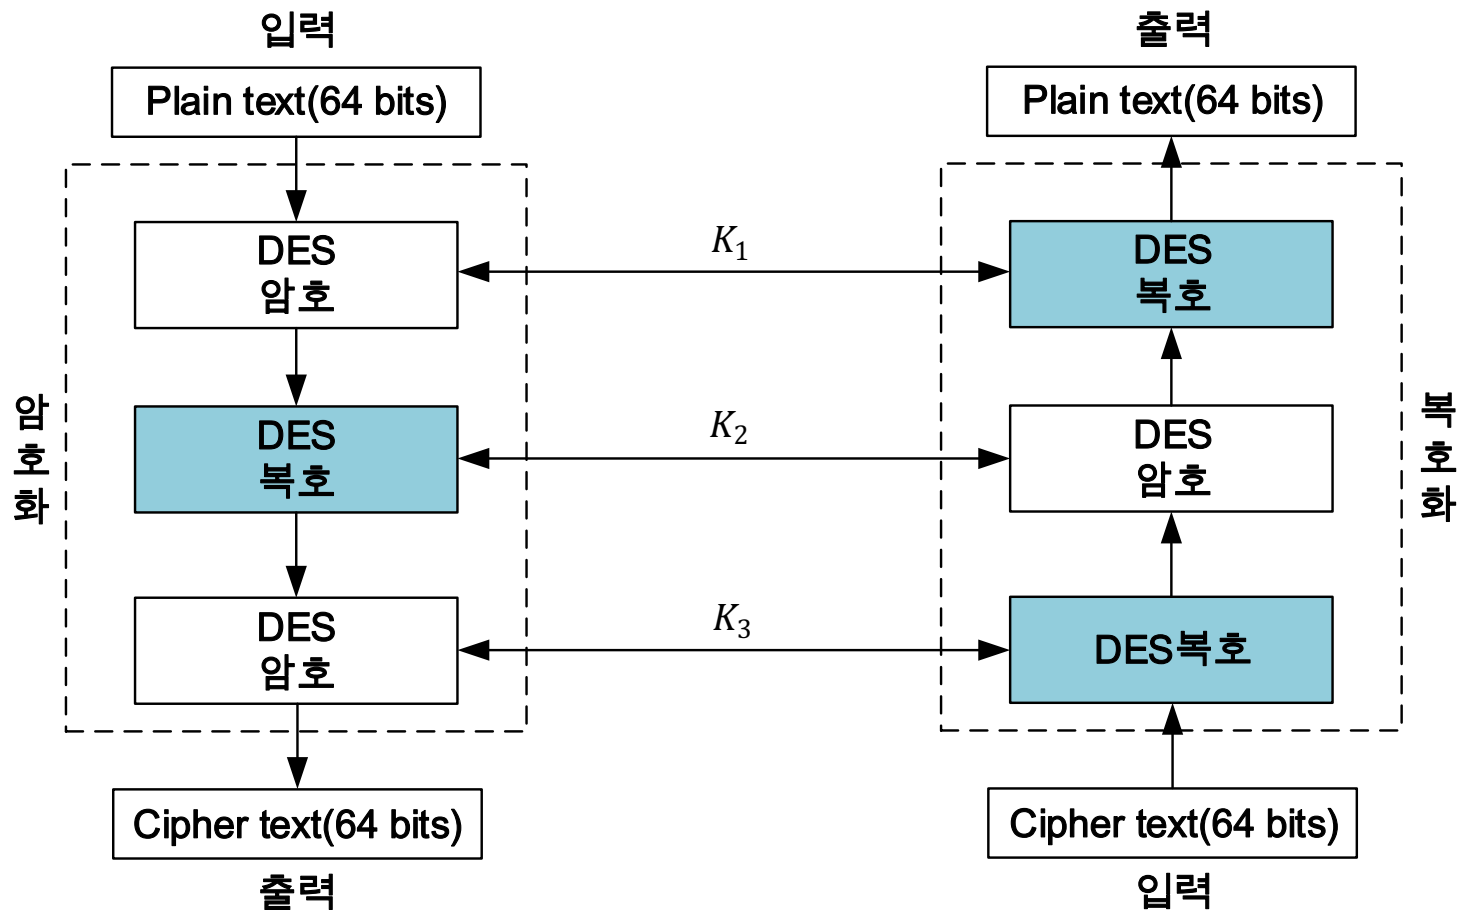 입력
Plain text(64 bits)
DES
암호
DES
복호
DES
암호
Cipher text(64 bits)
출력
암호화
K₁
K₂
K₃
출력
Plain text(64 bits)
DES
복호
DES
암호
DES복호
Cipher text(64 bits)
입력
복호화